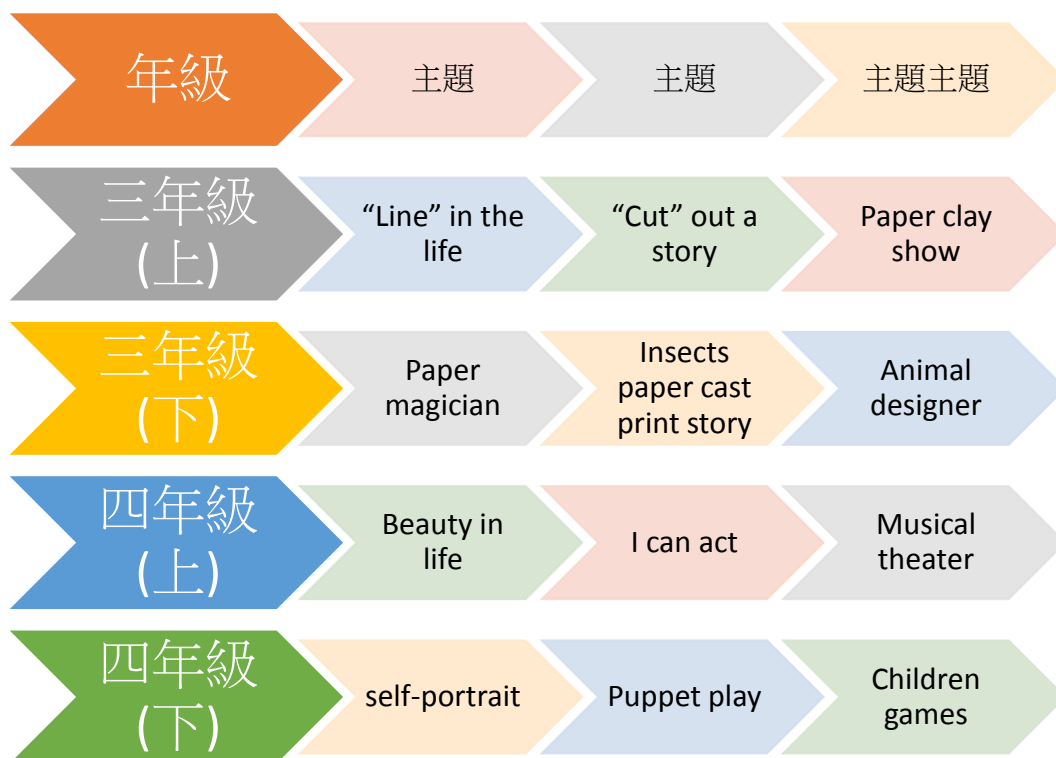 年級
主題
主題
主題主題
三年級
(上)
“Line” in the
life
“Cut” out a
story
Paper clay
show
三年級
(下)
Paper
magician
Insects
paper cast
print story
Animal
designer
四年級
(上)
Beauty in
life
I can act
Musical
theater
四年級
(下)
self-portrait
Puppet play
Children
games